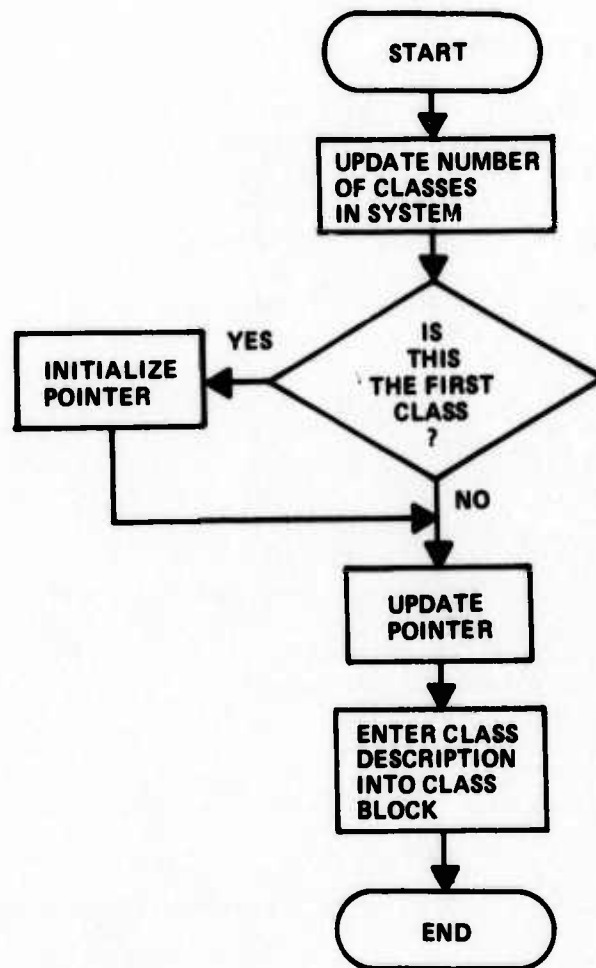 START
UPDATE NUMBER
OF CLASSES
IN SYSTEM
IS
THIS
THE FIRST
CLASS
?
YES
INITIALIZE
POINTER
NO
UPDATE
POINTER
ENTER CLASS
DESCRIPTION
INTO CLASS
BLOCK
END